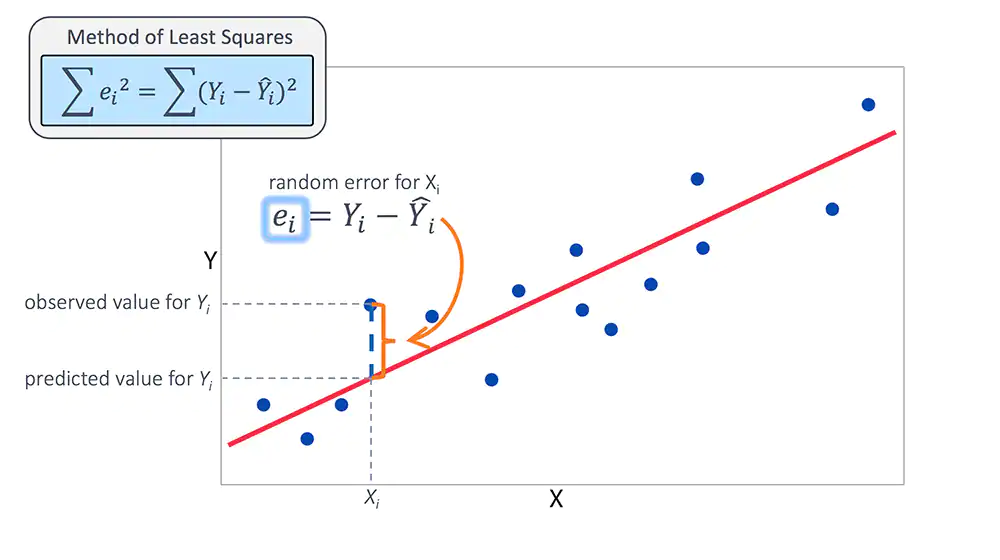 Method of Least Squares
∑eᵢ² = ∑(Yᵢ − Ŷᵢ)²
random error for Xᵢ
eᵢ = Yᵢ − Ŷᵢ
Y
observed value for Yᵢ
predicted value for Yᵢ
Xᵢ
X